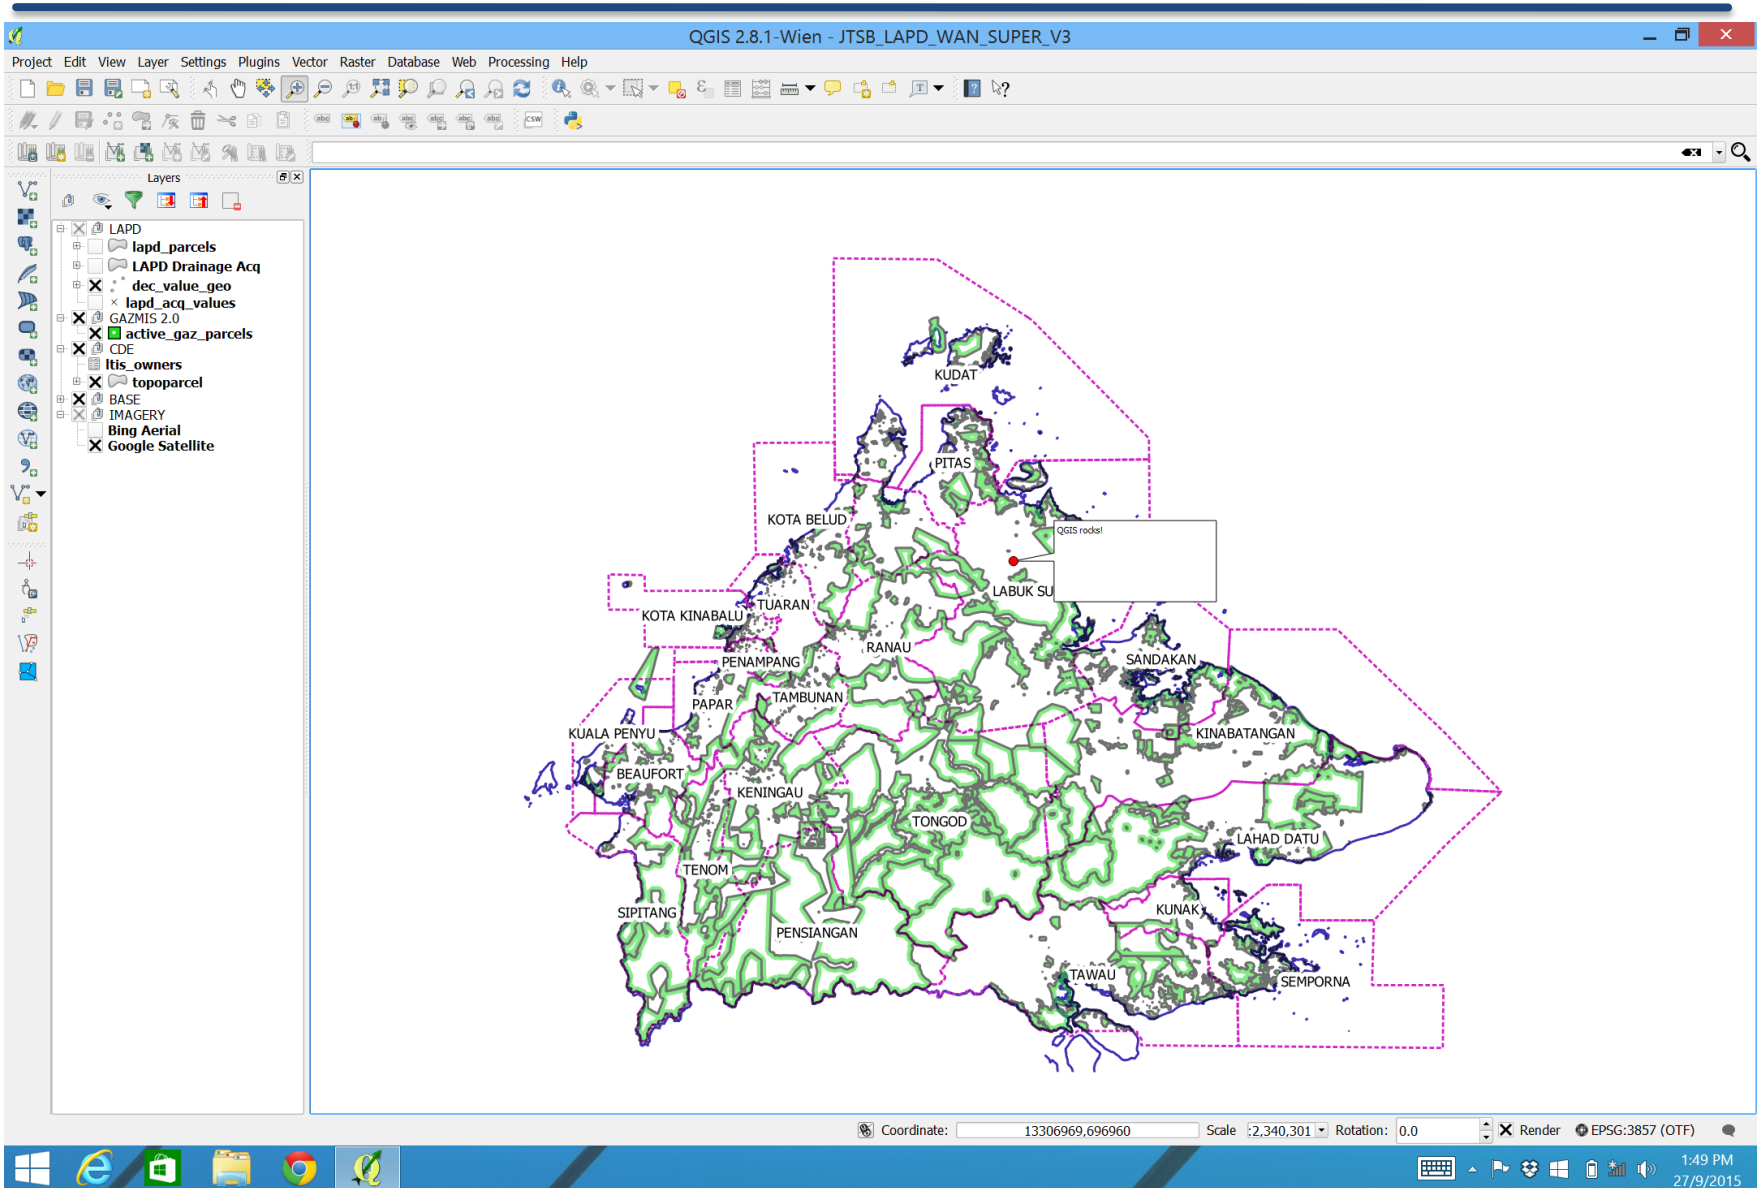 QGIS 2.8.1-Wien - JTSB_LAPD_WAN_SUPER_V3
Project Edit View Layer Settings Plugins Vector Raster Database Web Processing Help
Layers
LAPD
lapd_parcels
LAPD Drainage Acq
dec_value_geo
lapd_acq_values
GAZMIS 2.0
active_gaz_parcels
CDE
ltis_owners
topoparcel
BASE
IMAGERY
Bing Aerial
Google Satellite
KUDAT
PITAS
KOTA BELUD
QGIS rocks!
LABUK SU
TUARAN
KOTA KINABALU
RANAU
PENAMPANG
SANDAKAN
TAMBUNAN
PAPAR
KUALA PENYU
KINABATANGAN
BEAUFORT
KENINGAU
TONGOD
LAHAD DATU
TENOM
SIPITANG
KUNAK
PENSIANGAN
TAWAU
SEMPORNA
Coordinate: 13306969,696960 Scale :2,340,301 Rotation: 0.0 Render EPSG:3857 (OTF)
1:49 PM
27/9/2015